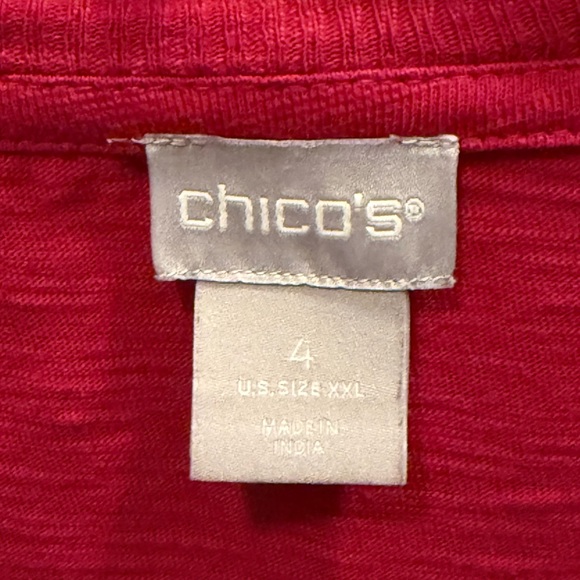 chico's®
4
U.S. SIZE XXL
MADE IN
INDIA